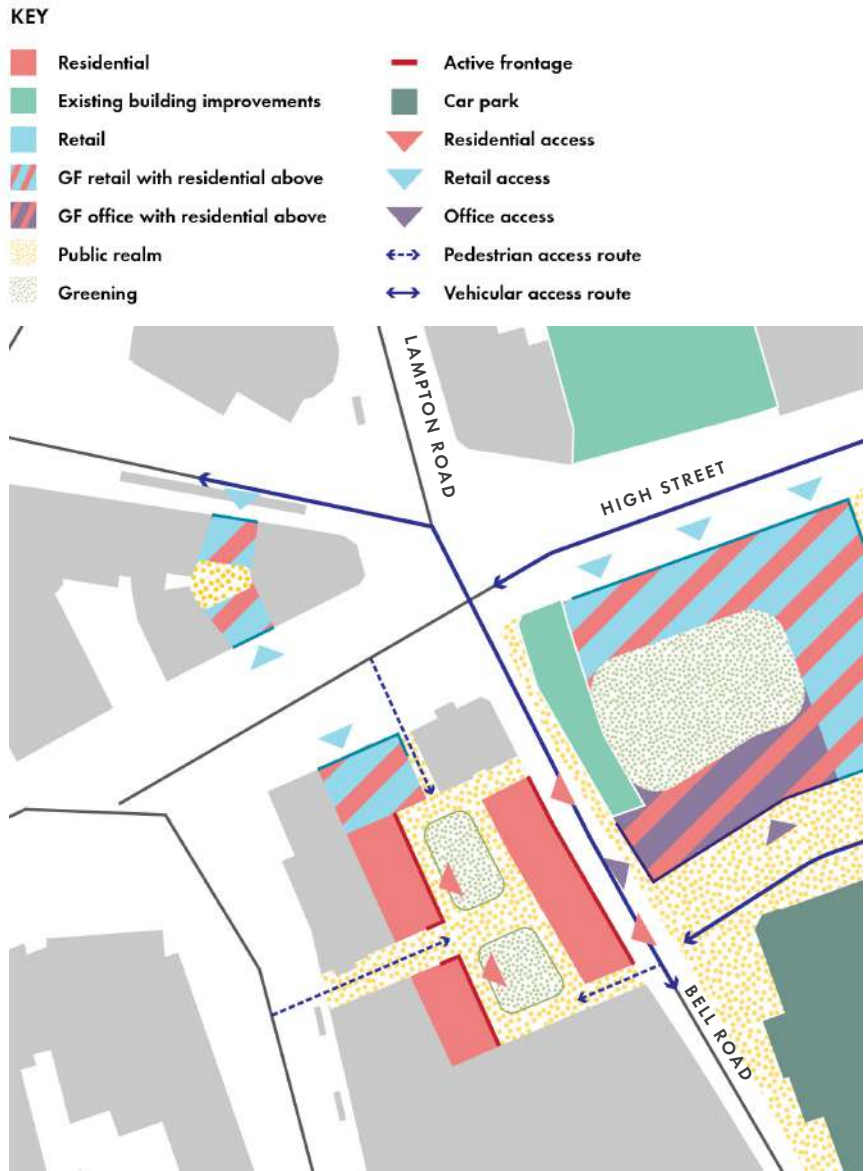 KEY
Residential
Existing building improvements
Retail
GF retail with residential above
GF office with residential above
Public realm
Greening
Active frontage
Car park
Residential access
Retail access
Office access
Pedestrian access route
Vehicular access route
LAMPTON ROAD
HIGH STREET
BELL ROAD